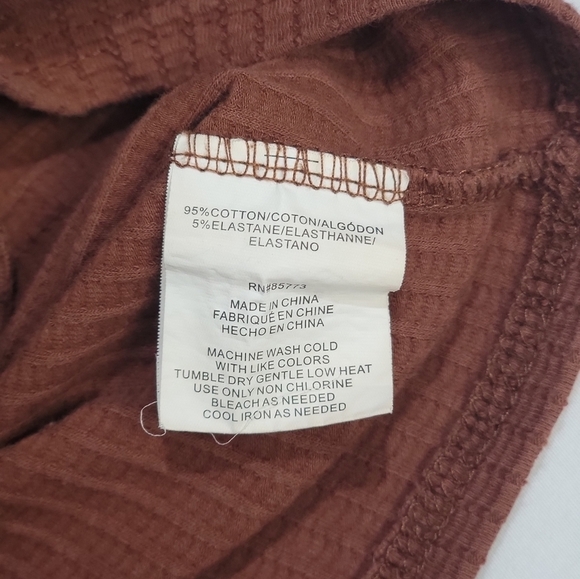 95%COTTON/COTON/ALGÓDON
5%ELASTANE/ELASTHANNE/
ELASTANO
RN#85773
MADE IN CHINA
FABRIQUÉ EN CHINE
HECHO EN CHINA
MACHINE WASH COLD
WITH LIKE COLORS
TUMBLE DRY GENTLE LOW HEAT
USE ONLY NON CHLORINE
BLEACH AS NEEDED
COOL IRON AS NEEDED